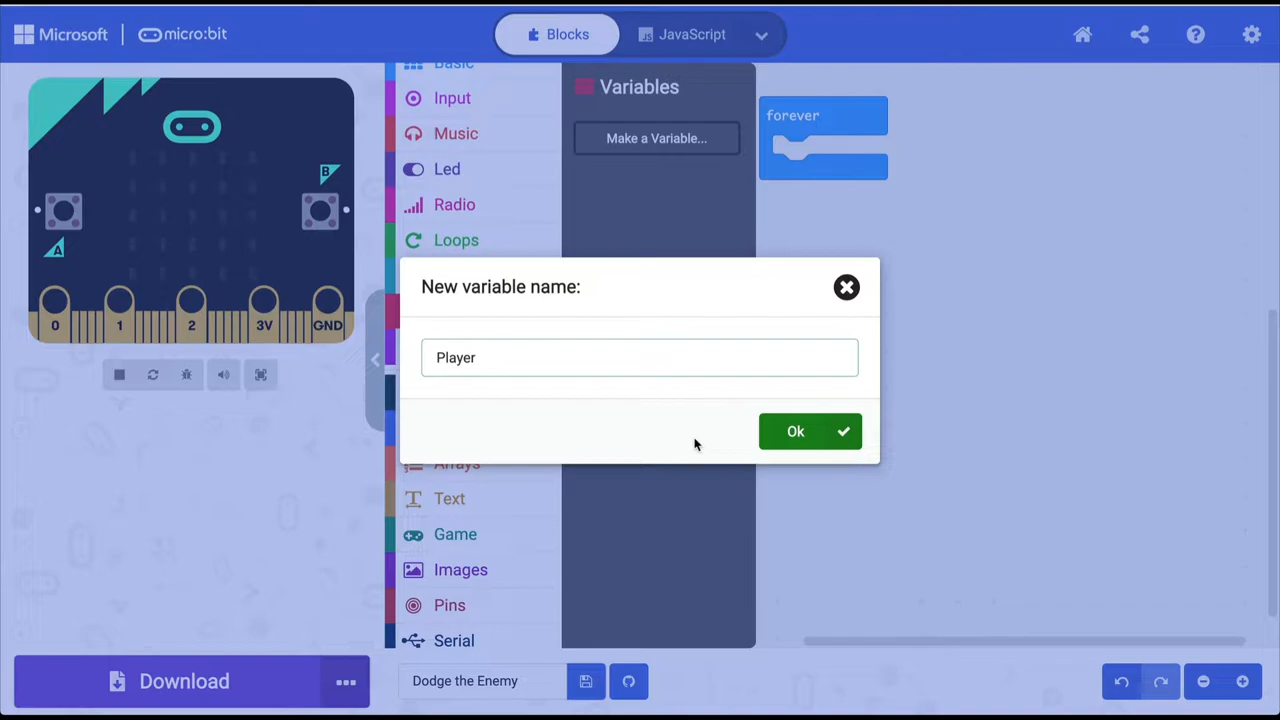 Microsoft
micro:bit
Blocks
JavaScript
B
A
0
1
2
3V
GND
Basic
Input
Music
Led
Radio
Loops
Arrays
Text
Game
Images
Pins
Serial
Variables
Make a Variable...
forever
New variable name:
Player
Ok
Download
Dodge the Enemy